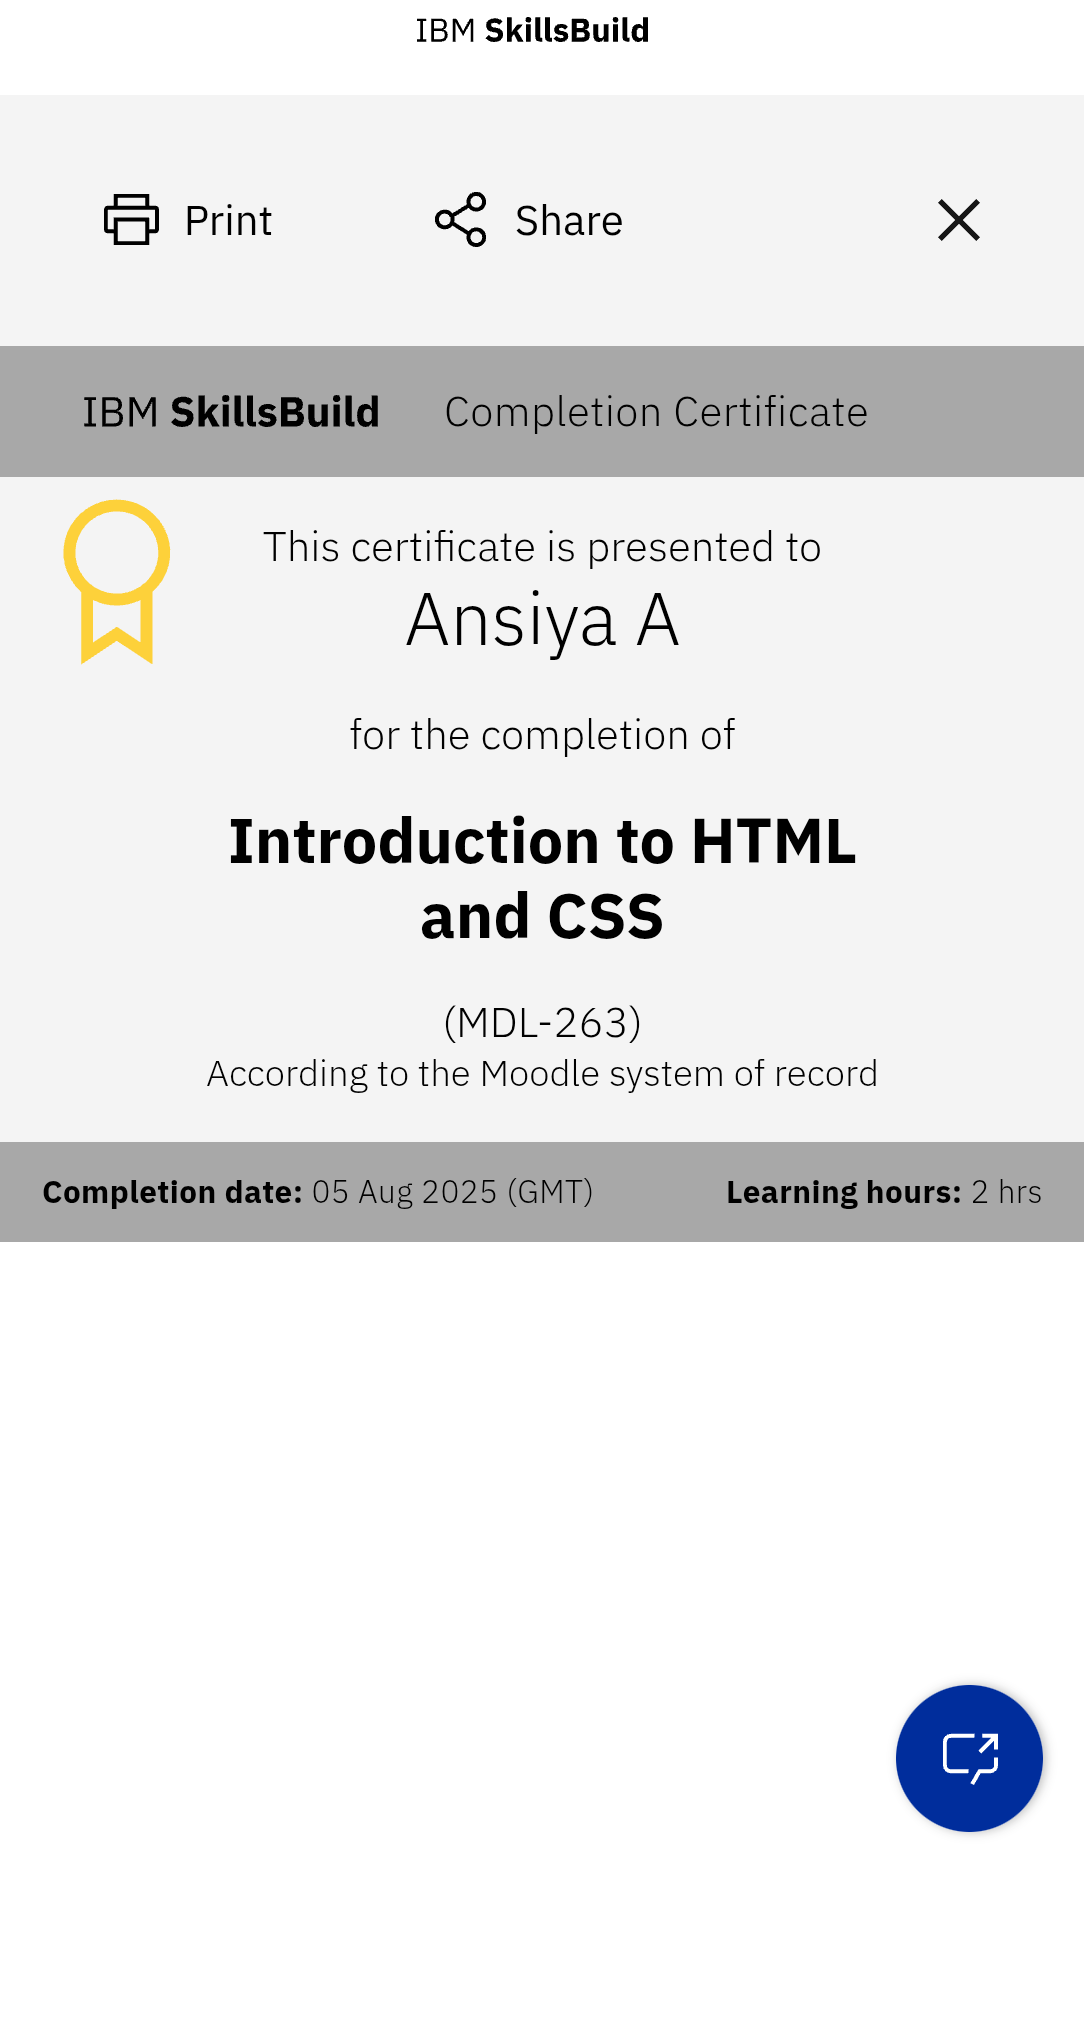 IBM SkillsBuild
Print
Share
IBM SkillsBuild Completion Certificate
This certificate is presented to
Ansiya A
for the completion of
Introduction to HTML
and CSS
(MDL-263)
According to the Moodle system of record
Completion date: 05 Aug 2025 (GMT)
Learning hours: 2 hrs